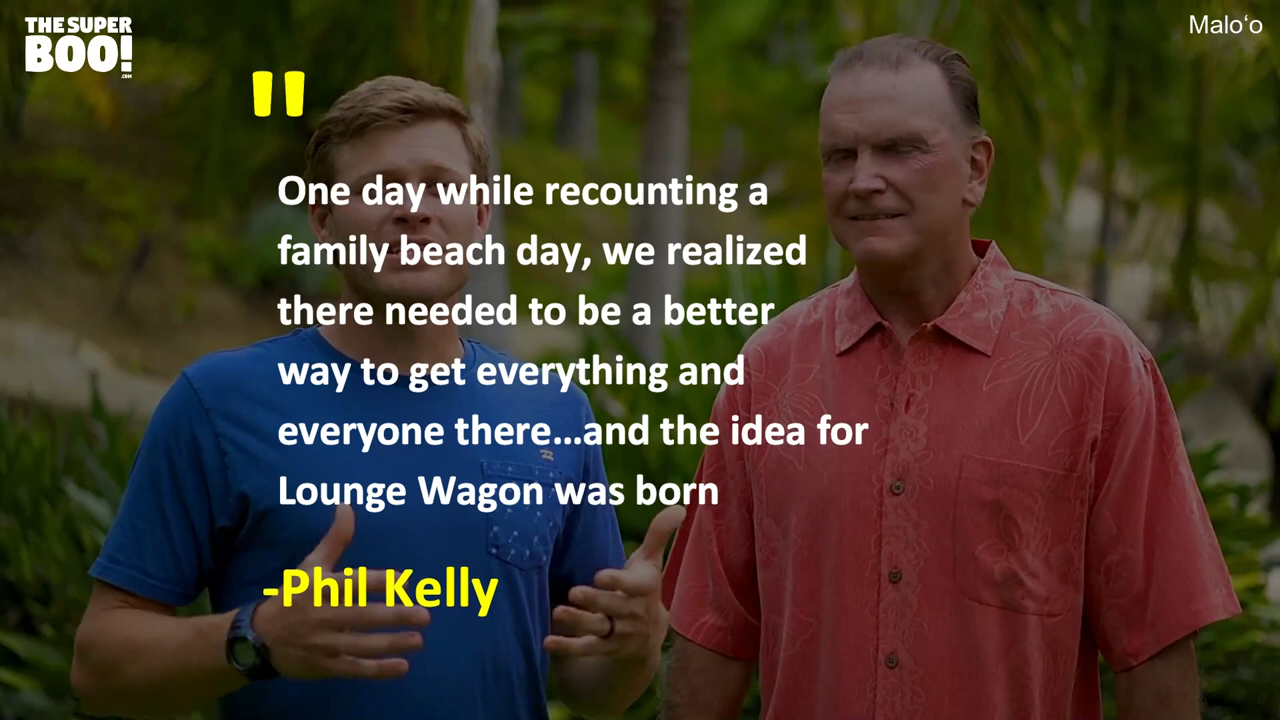 THE SUPER
BOO!
.COM
Maloʻo
"
One day while recounting a
family beach day, we realized
there needed to be a better
way to get everything and
everyone there...and the idea for
Lounge Wagon was born
-Phil Kelly